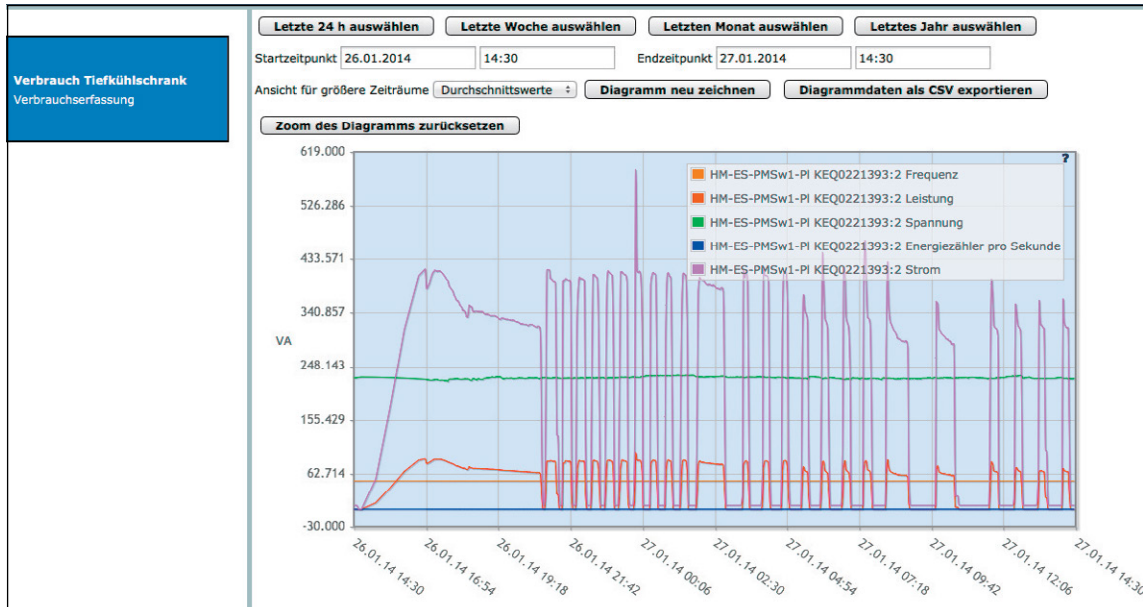 Letzte 24 h auswählen Letzte Woche auswählen Letzten Monat auswählen Letztes Jahr auswählen
Verbrauch Tiefkühlschrank
Verbrauchserfassung
Startzeitpunkt 26.01.2014 14:30 Endzeitpunkt 27.01.2014 14:30
Ansicht für größere Zeiträume Durchschnittswerte Diagramm neu zeichnen Diagrammdaten als CSV exportieren
Zoom des Diagramms zurücksetzen
619.000
?
HM-ES-PMSw1-Pl KEQ0221393:2 Frequenz
HM-ES-PMSw1-Pl KEQ0221393:2 Leistung
526.286
HM-ES-PMSw1-Pl KEQ0221393:2 Spannung
HM-ES-PMSw1-Pl KEQ0221393:2 Energiezähler pro Sekunde
433.571
HM-ES-PMSw1-Pl KEQ0221393:2 Strom
340.857
VA
248.143
155.429
62.714
-30.000
26.01.14 14:30
26.01.14 16:54
26.01.14 19:18
26.01.14 21:42
27.01.14 00:06
27.01.14 02:30
27.01.14 04:54
27.01.14 07:18
27.01.14 09:42
27.01.14 12:06
27.01.14 14:30